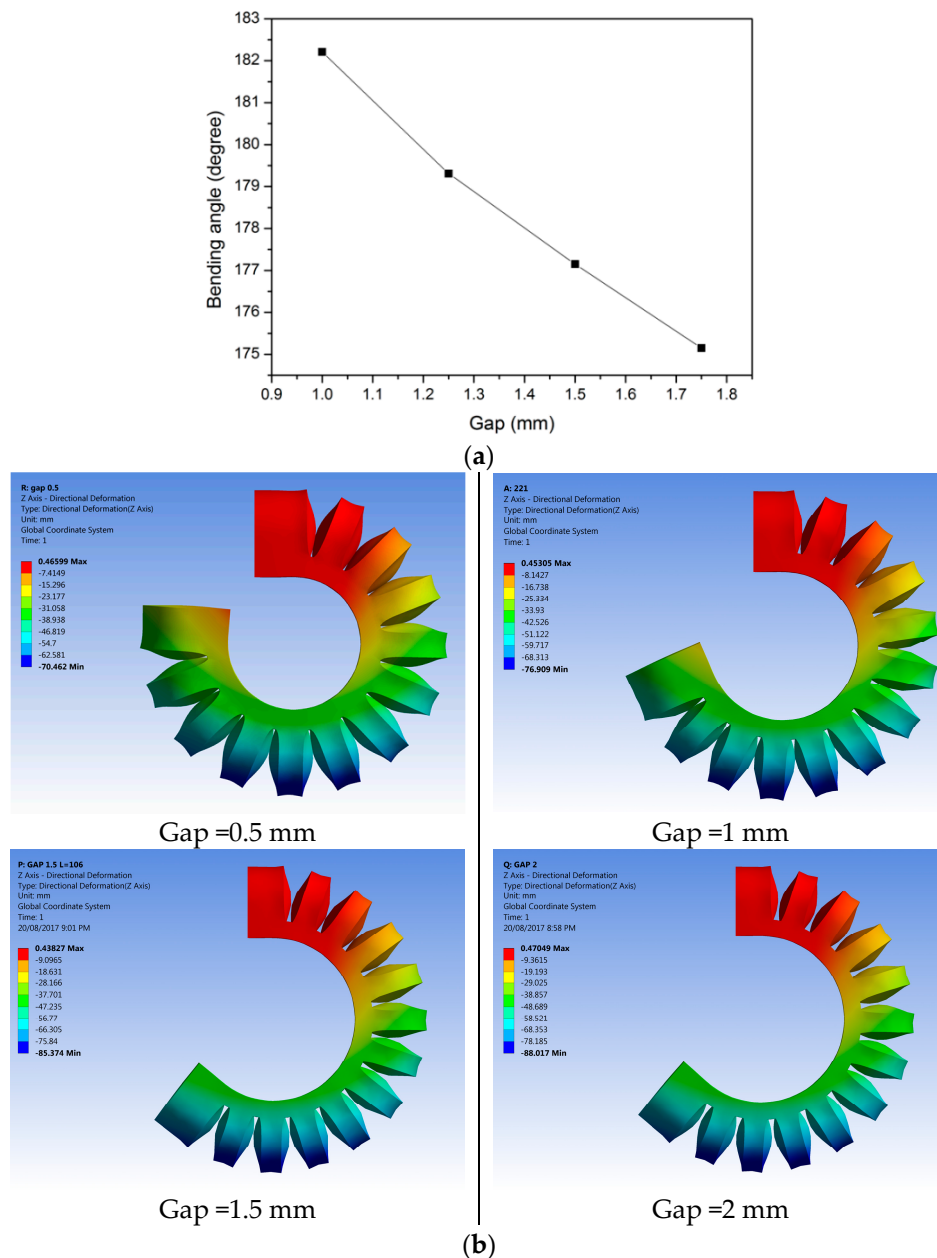 183
182
181
180
179
178
177
176
175
Bending angle (degree)
0.9 1.0 1.1 1.2 1.3 1.4 1.5 1.6 1.7 1.8
Gap (mm)
(a)
R: gap 0.5
Z Axis - Directional Deformation
Type: Directional Deformation(Z Axis)
Unit: mm
Global Coordinate System
Time: 1
0.46599 Max
-7.4149
-15.296
-23.177
-31.058
-38.938
-46.819
-54.7
-62.581
-70.462 Min
Gap =0.5 mm
A: 221
Z Axis - Directional Deformation
Type: Directional Deformation(Z Axis)
Unit: mm
Global Coordinate System
Time: 1
0.45305 Max
-8.1427
-16.738
-25.334
-33.93
-42.526
-51.122
-59.717
-68.313
-76.909 Min
Gap =1 mm
P: GAP 1.5 L=106
Z Axis - Directional Deformation
Type: Directional Deformation(Z Axis)
Unit: mm
Global Coordinate System
Time: 1
20/08/2017 9:01 PM
0.43827 Max
-9.0965
-18.631
-28.166
-37.701
-47.235
-56.77
-66.305
-75.84
-85.374 Min
Gap =1.5 mm
Q: GAP 2
Z Axis - Directional Deformation
Type: Directional Deformation(Z Axis)
Unit: mm
Global Coordinate System
Time: 1
20/08/2017 8:58 PM
0.47049 Max
-9.3615
-19.193
-29.025
-38.857
-48.689
-58.521
-68.353
-78.185
-88.017 Min
Gap =2 mm
(b)